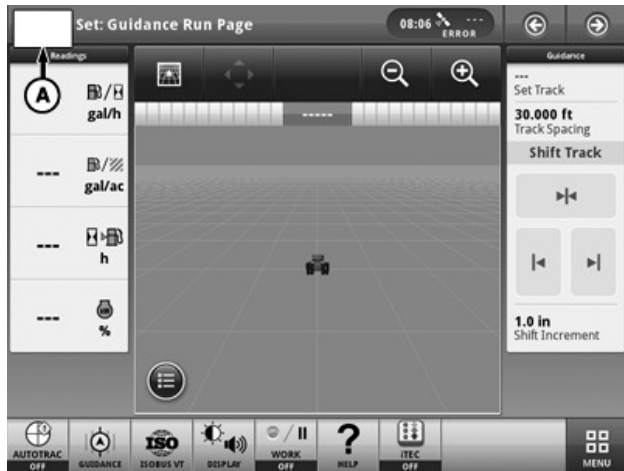 Set: Guidance Run Page
08:06
---
ERROR
Readings
Guidance
A
gal/h
---
gal/ac
---
h
---
%
-----
---
Set Track
30.000 ft
Track Spacing
Shift Track
1.0 in
Shift Increment
AUTOTRAC
OFF
GUIDANCE
ISO
ISOBUS VT
DISPLAY
WORK
OFF
?
HELP
iTEC
OFF
MENU